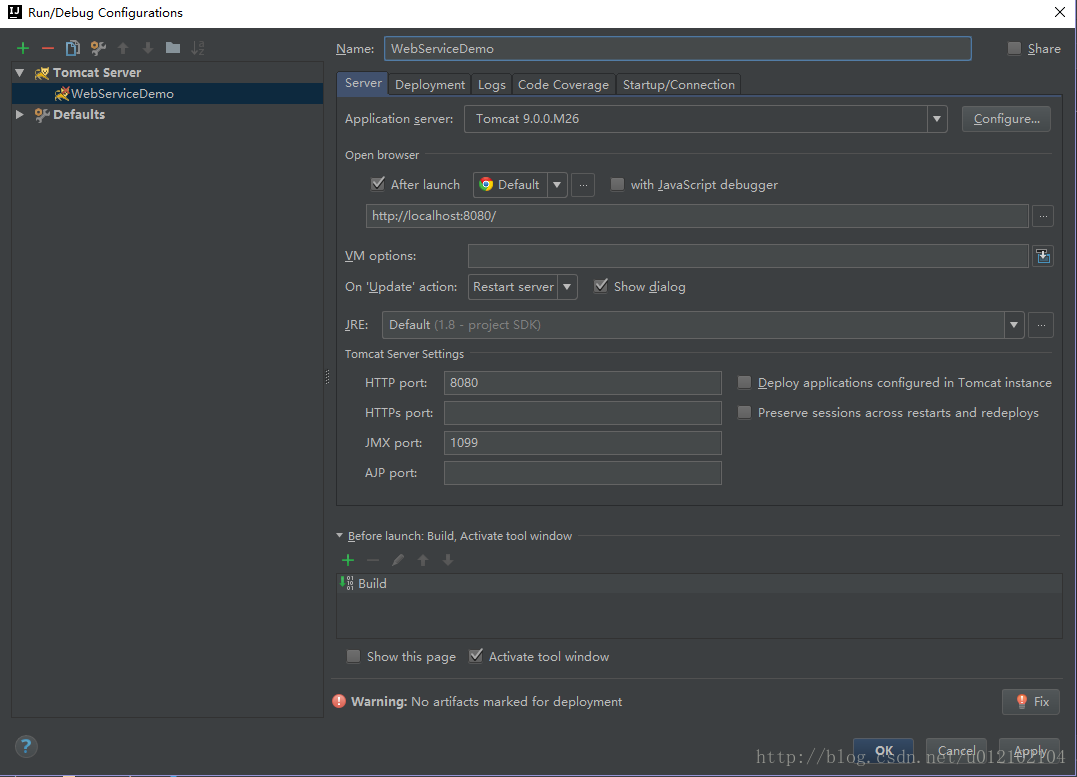 Run/Debug Configurations
Name: WebServiceDemo Share
Tomcat Server
WebServiceDemo
Defaults
Server Deployment Logs Code Coverage Startup/Connection
Application server: Tomcat 9.0.0.M26 Configure...
Open browser
After launch Default ... with JavaScript debugger
http://localhost:8080/ ...
VM options:
On 'Update' action: Restart server Show dialog
JRE: Default (1.8 - project SDK) ...
Tomcat Server Settings
HTTP port: 8080 Deploy applications configured in Tomcat instance
HTTPs port: Preserve sessions across restarts and redeploys
JMX port: 1099
AJP port:
Before launch: Build, Activate tool window
Build
Show this page Activate tool window
Warning: No artifacts marked for deployment Fix
? OK Cancel Apply
http://blog.csdn.net/u012102104